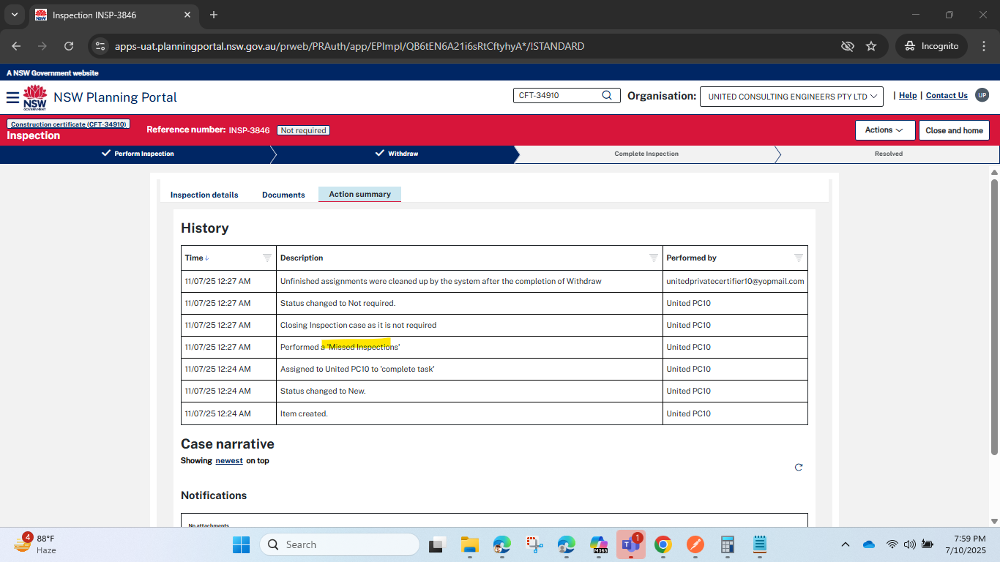 Inspection INSP-3846
apps-uat.planningportal.nsw.gov.au/prweb/PRAuth/app/EPImpl/QB6tEN6A21i6sRtCftyhyA*/!STANDARD
Incognito
A NSW Government website
NSW
GOVERNMENT
NSW Planning Portal
CFT-34910
Organisation:
UNITED CONSULTING ENGINEERS PTY LTD
| Help | Contact Us
UP
Construction certificate (CFT-34910)
Inspection
Reference number: INSP-3846 Not required
Actions
Close and home
Perform Inspection
Withdraw
Complete Inspection
Resolved
Inspection details
Documents
Action summary
History
Time Description Performed by
11/07/25 12:27 AM Unfinished assignments were cleaned up by the system after the completion of Withdraw unitedprivatecertifier10@yopmail.com
11/07/25 12:27 AM Status changed to Not required. United PC10
11/07/25 12:27 AM Closing Inspection case as it is not required United PC10
11/07/25 12:27 AM Performed a 'Missed Inspections' United PC10
11/07/25 12:24 AM Assigned to United PC10 to 'complete task' United PC10
11/07/25 12:24 AM Status changed to New. United PC10
11/07/25 12:24 AM Item created. United PC10
Case narrative
Showing newest on top
Notifications
No attachments
4
88°F
Haze
Search
M365
1
7:59 PM
7/10/2025